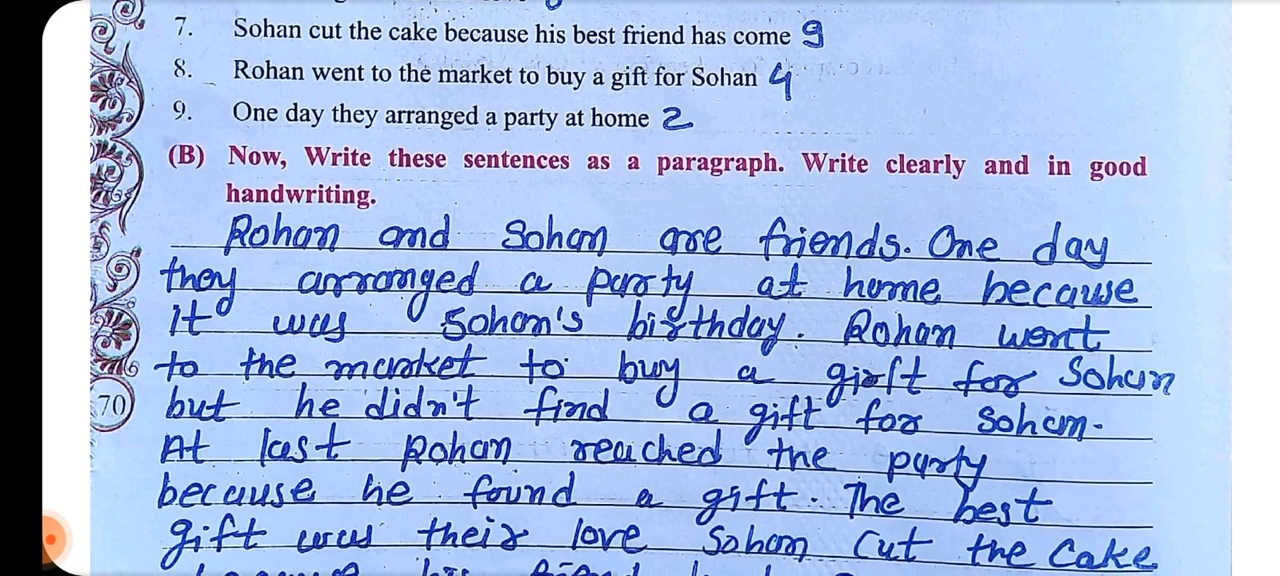 7. Sohan cut the cake because his best friend has come 9
8. Rohan went to the market to buy a gift for Sohan 4
9. One day they arranged a party at home 2
(B) Now, Write these sentences as a paragraph. Write clearly and in good
handwriting.
Rohan and Sohan are friends. One day
they arranged a party at home because
it was Sohan's birthday. Rohan went
to the market to buy a gift for Sohan
70 but he didn't find a gift for Sohan.
At last Rohan reached the party
because he found a gift. The best
gift was their love Sohan Cut the Cake